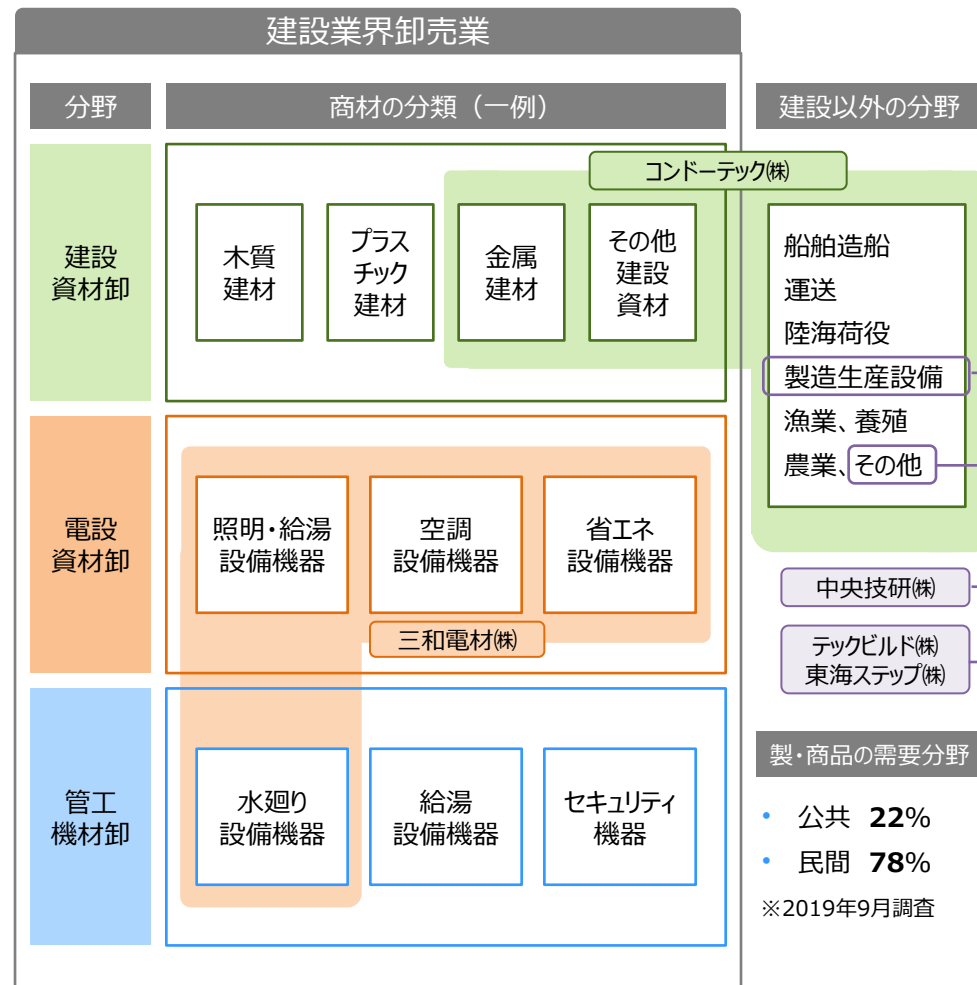 建設業界卸売業
分野
商材の分類（一例）
建設以外の分野
コンドーテック㈱
建設
資材卸
木質
建材
プラス
チック
建材
金属
建材
その他
建設
資材
船舶造船
運送
陸海荷役
製造生産設備
漁業、養殖
農業、その他
電設
資材卸
照明・給湯
設備機器
空調
設備機器
省エネ
設備機器
三和電材㈱
中央技研㈱
テックビルド㈱
東海ステップ㈱
管工
機材卸
水廻り
設備機器
給湯
設備機器
セキュリティ
機器
製・商品の需要分野
• 公共 22%
• 民間 78%
※2019年9月調査